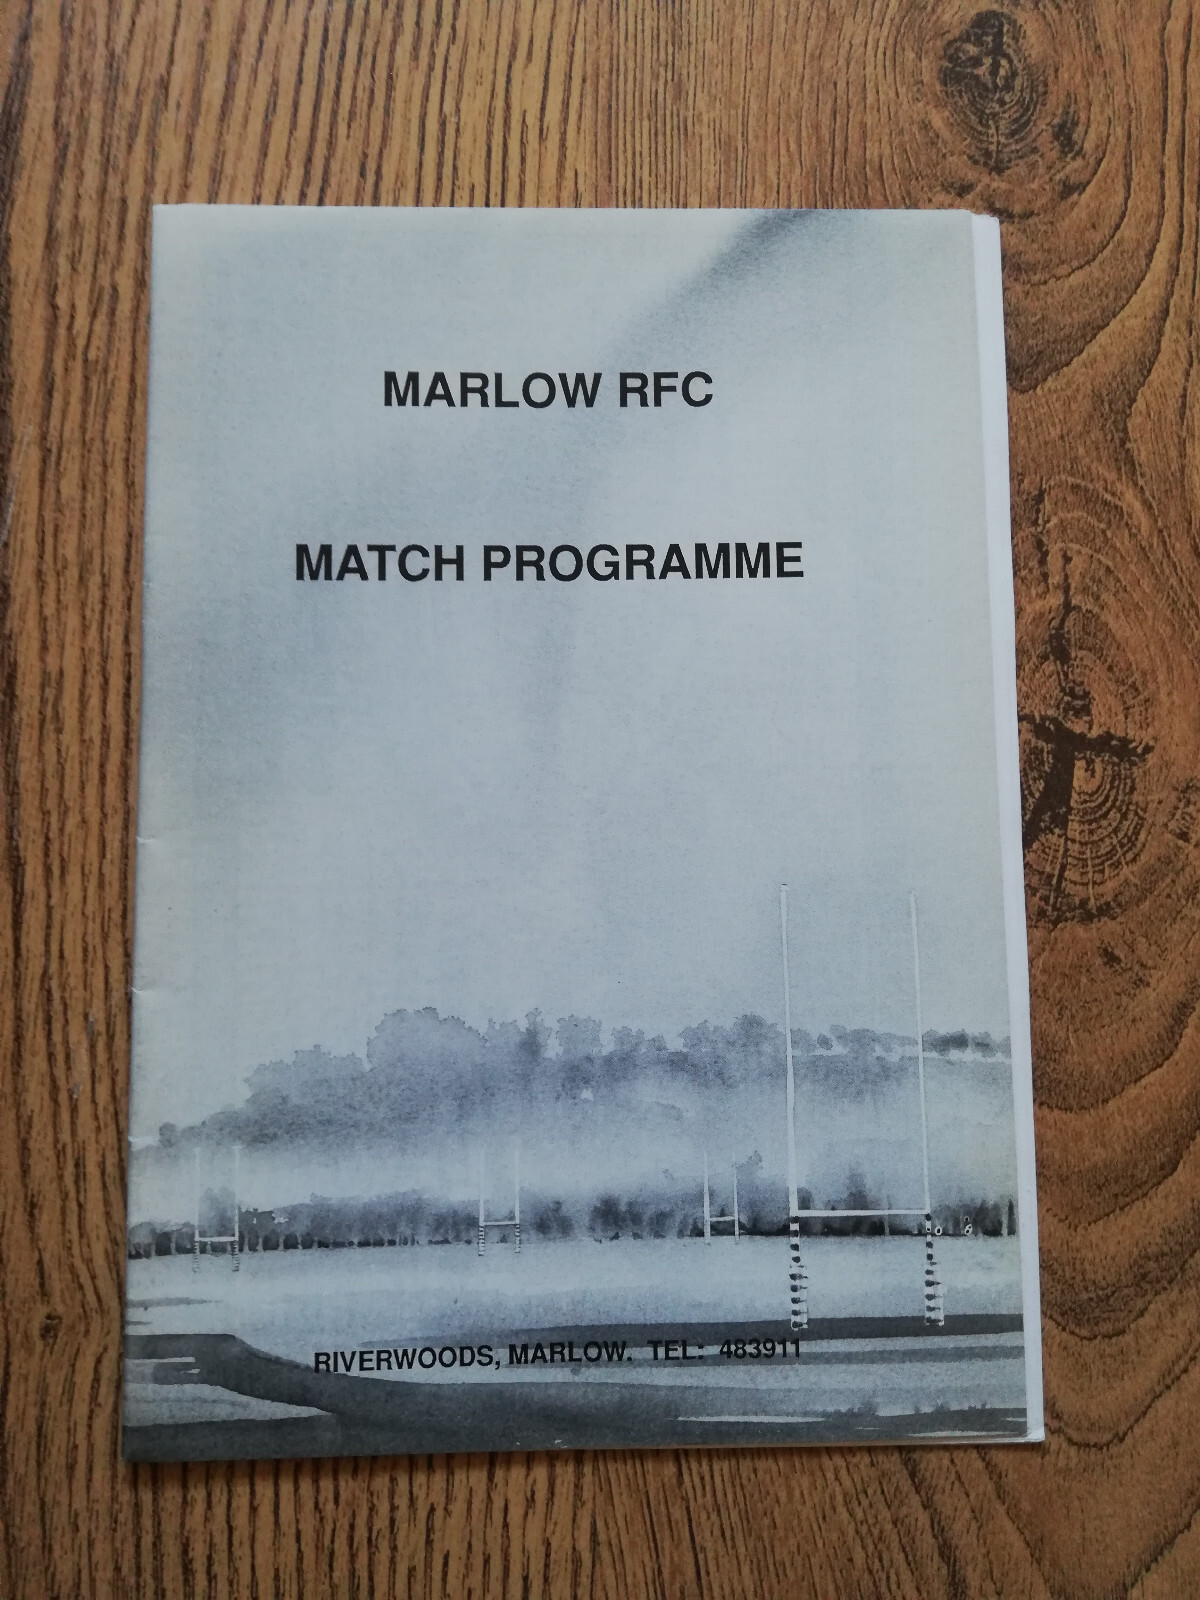 MARLOW RFC
MATCH PROGRAMME
RIVERWOODS, MARLOW. TEL: 483911